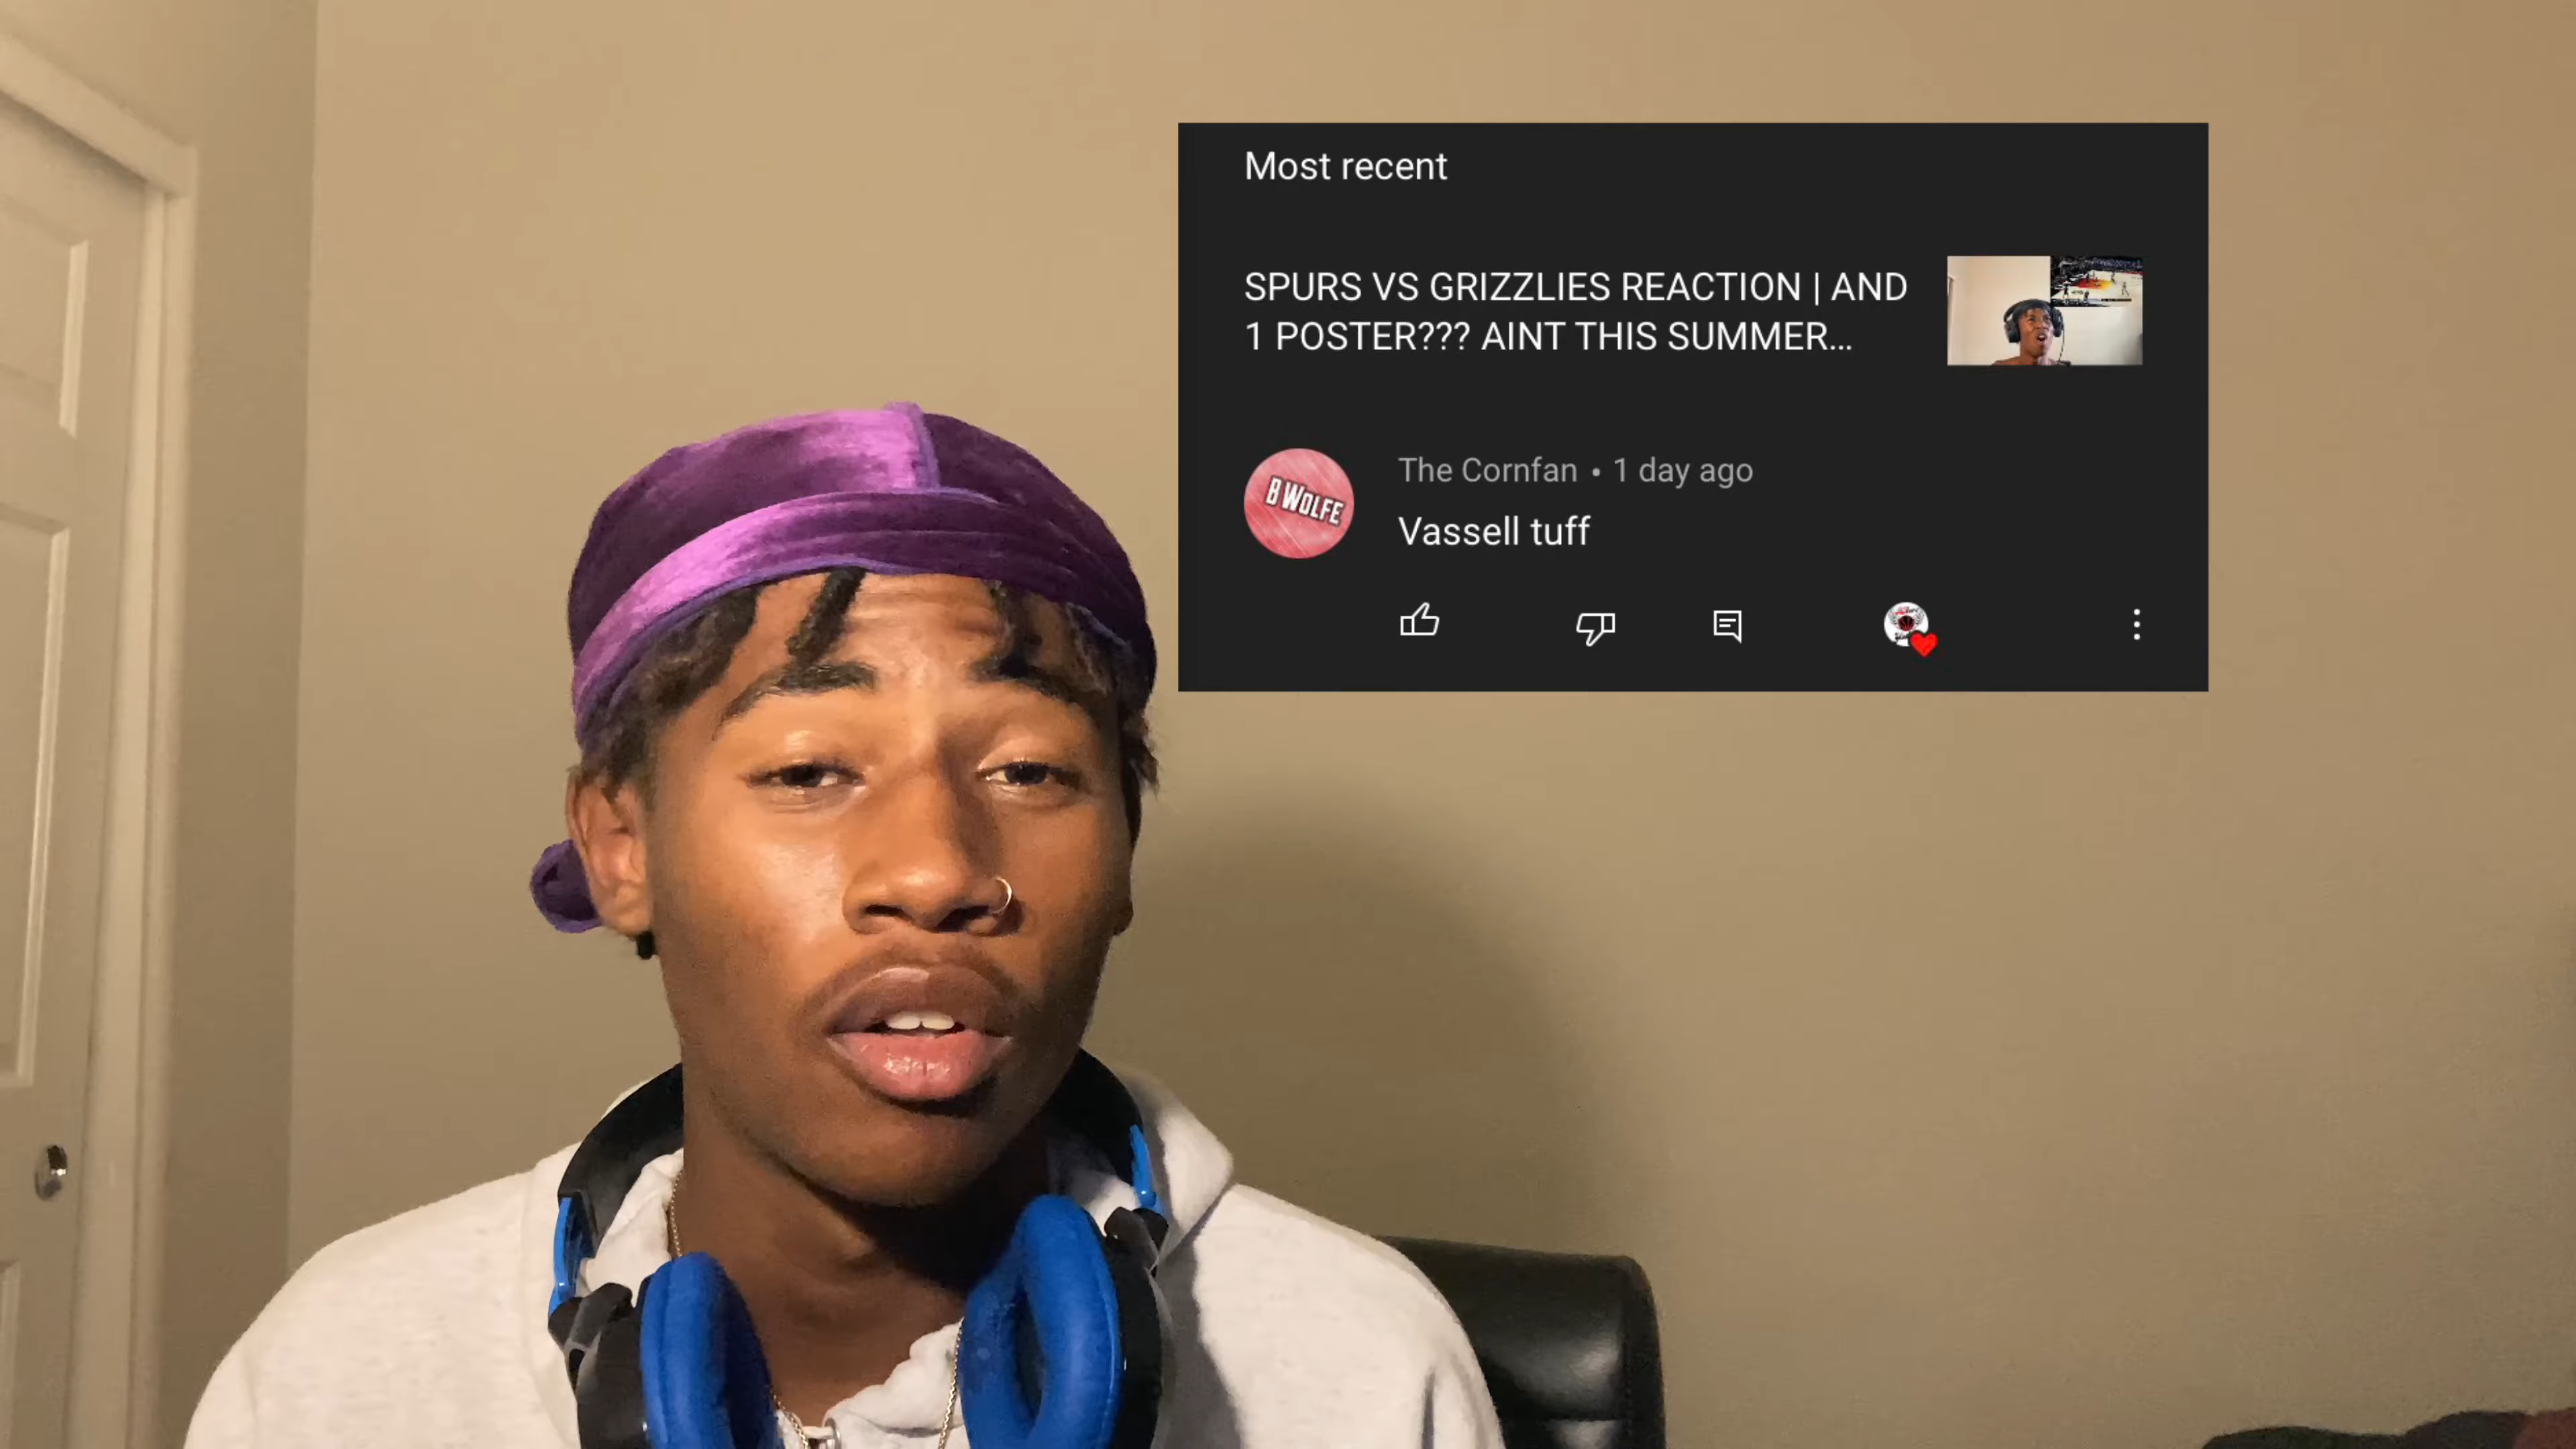 Most recent
SPURS VS GRIZZLIES REACTION | AND
1 POSTER??? AINT THIS SUMMER...
The Cornfan • 1 day ago
B WOLFE
Vassell tuff